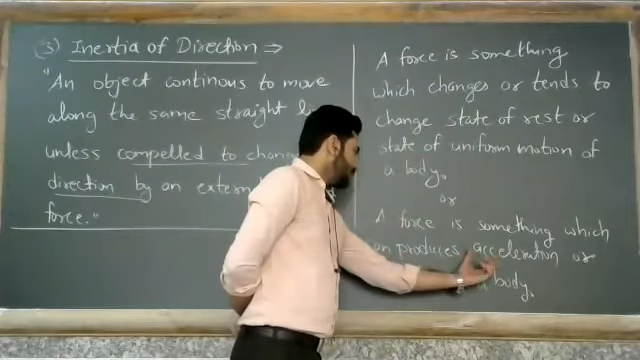 (3) Inertia of Direction ⇒
"An object continous to move
along the same straight
unless compelled to
direction by an
force."
A force is something
which changes or tends to
change state of rest or
state of uniform motion of
a body.
or
A force is something which
on produces acceleration or
body.